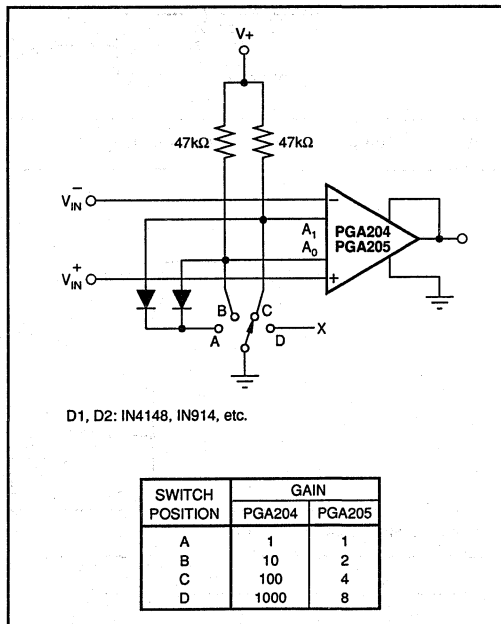 V+
47kΩ 47kΩ
V⁻IN
A1 PGA204
A0 PGA205
V⁺IN
B C
A D X
D1, D2: IN4148, IN914, etc.
SWITCH POSITION GAIN
PGA204 PGA205
A 1 1
B 10 2
C 100 4
D 1000 8